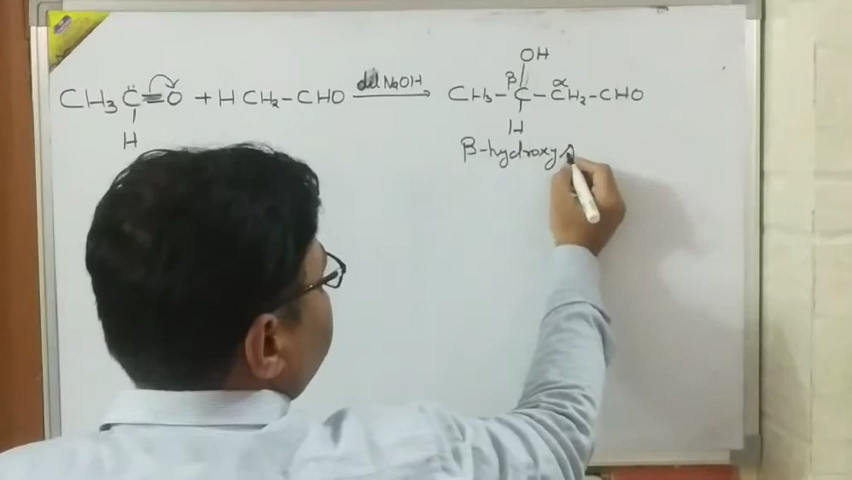 OH
CH3 C = O + H CH2 - CHO dil NaOH → CH3 - C - CH2 - CHO
β α
H H
β-hydroxy